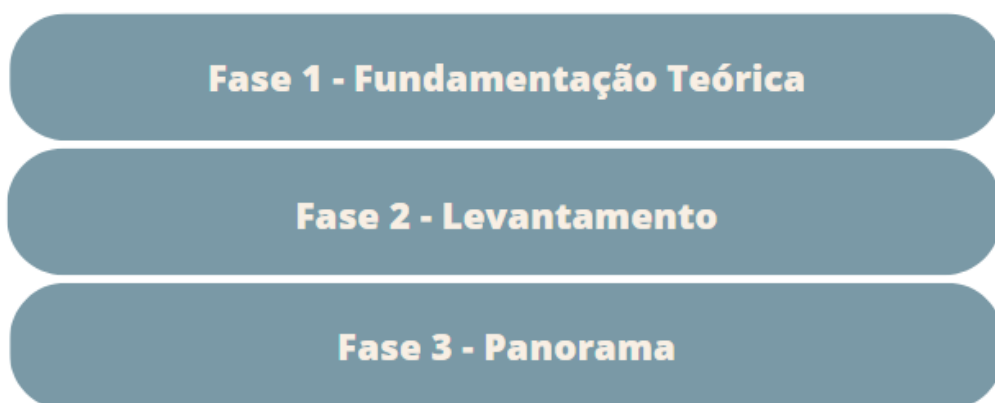 Fase 1 - Fundamentação Teórica
Fase 2 - Levantamento
Fase 3 - Panorama